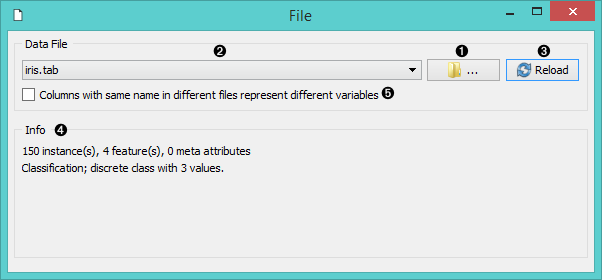 File
Data File
❷ ❶ ❸
iris.tab ... Reload
Columns with same name in different files represent different variables ❺
Info ❹
150 instance(s), 4 feature(s), 0 meta attributes
Classification; discrete class with 3 values.